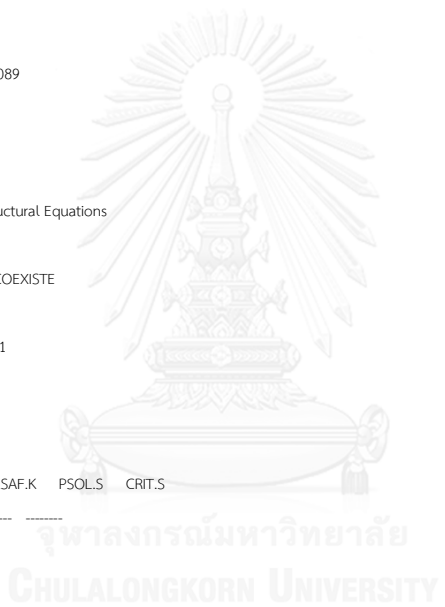 089
uctural Equations
COEXISTE
1
SAF.K PSOL.S CRIT.S
--- --------
จุฬาลงกรณ์มหาวิทยาลัย
CHULALONGKORN UNIVERSITY